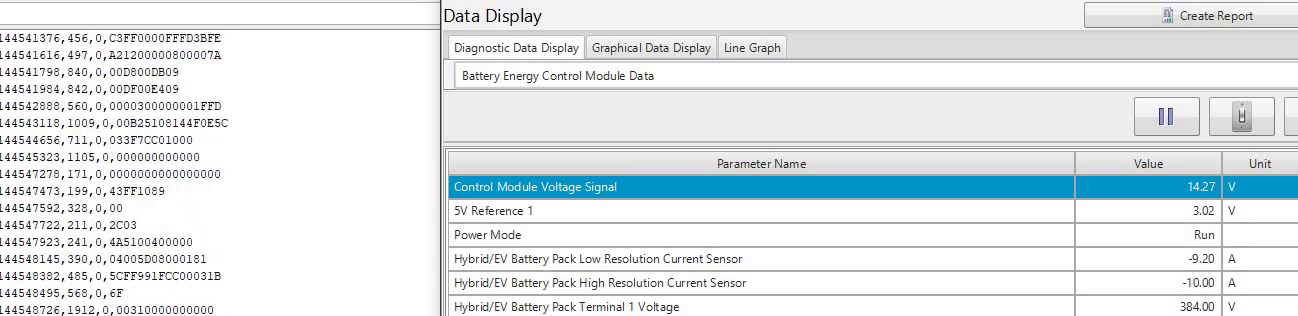 144541376,456,0,C3FF0000FFFD3BFE
144541616,497,0,A21200000800007A
144541798,840,0,00D800DB09
144541984,842,0,00DF00E409
144542888,560,0,0000300000001FFD
144543118,1009,0,00B25108144F0E5C
144544656,711,0,033F7CC01000
144545323,1105,0,000000000000
144547278,171,0,0000000000000000
144547473,199,0,43FF1089
144547592,328,0,00
144547722,211,0,2C03
144547923,241,0,4A5100400000
144548145,390,0,04005D08000181
144548382,485,0,5CFF991FCC00031B
144548495,568,0,6F
144548726,1912,0,00310000000000
Data Display
Create Report
Diagnostic Data Display Graphical Data Display Line Graph
Battery Energy Control Module Data
Parameter Name Value Unit
Control Module Voltage Signal 14.27 V
5V Reference 1 3.02 V
Power Mode Run
Hybrid/EV Battery Pack Low Resolution Current Sensor -9.20 A
Hybrid/EV Battery Pack High Resolution Current Sensor -10.00 A
Hybrid/EV Battery Pack Terminal 1 Voltage 384.00 V